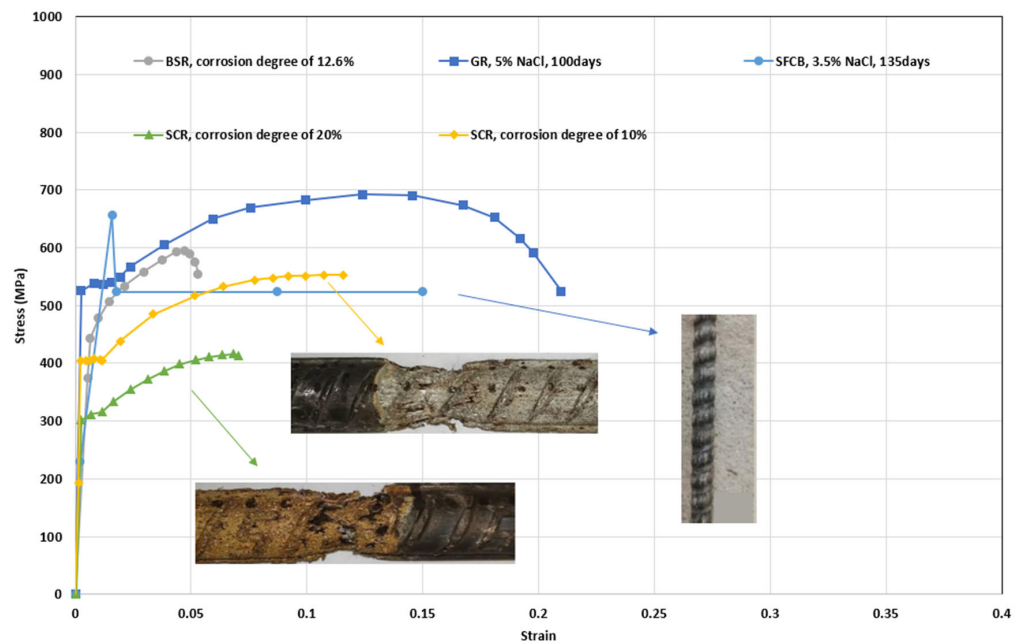 1000
BSR, corrosion degree of 12.6% GR, 5% NaCl, 100days SFCB, 3.5% NaCl, 135days
900
800
SCR, corrosion degree of 20% SCR, corrosion degree of 10%
700
600
500
400
300
200
100
0
Stress (MPa)
0 0.05 0.1 0.15 0.2 0.25 0.3 0.35 0.4
Strain